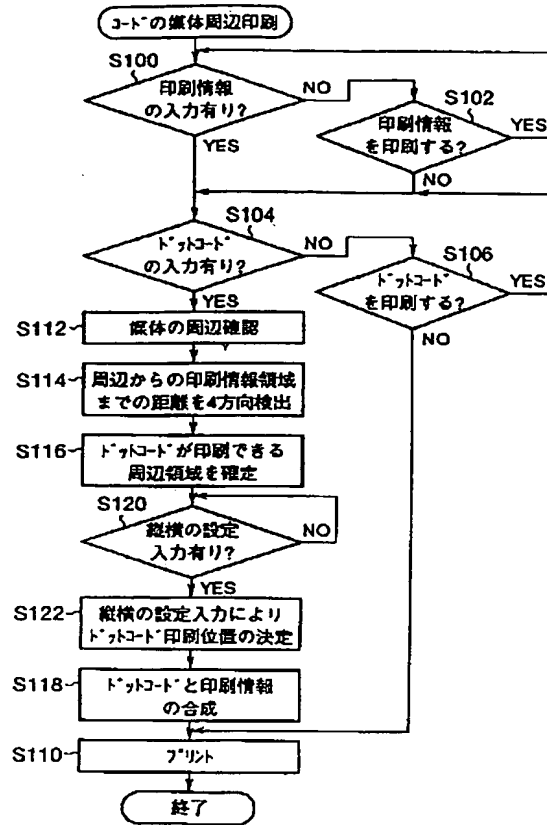 コードの媒体周辺印刷
S100
印刷情報
の入力有り?
NO
YES
S102
印刷情報
を印刷する?
YES
NO
S104
ドットコード
の入力有り?
NO
YES
S106
ドットコード
を印刷する?
YES
NO
S112
媒体の周辺確認
S114
周辺からの印刷情報領域
までの距離を4方向検出
S116
ドットコードが印刷できる
周辺領域を確定
S120
縦横の設定
入力有り?
NO
YES
S122
縦横の設定入力により
ドットコード印刷位置の決定
S118
ドットコードと印刷情報
の合成
S110
プリント
終了